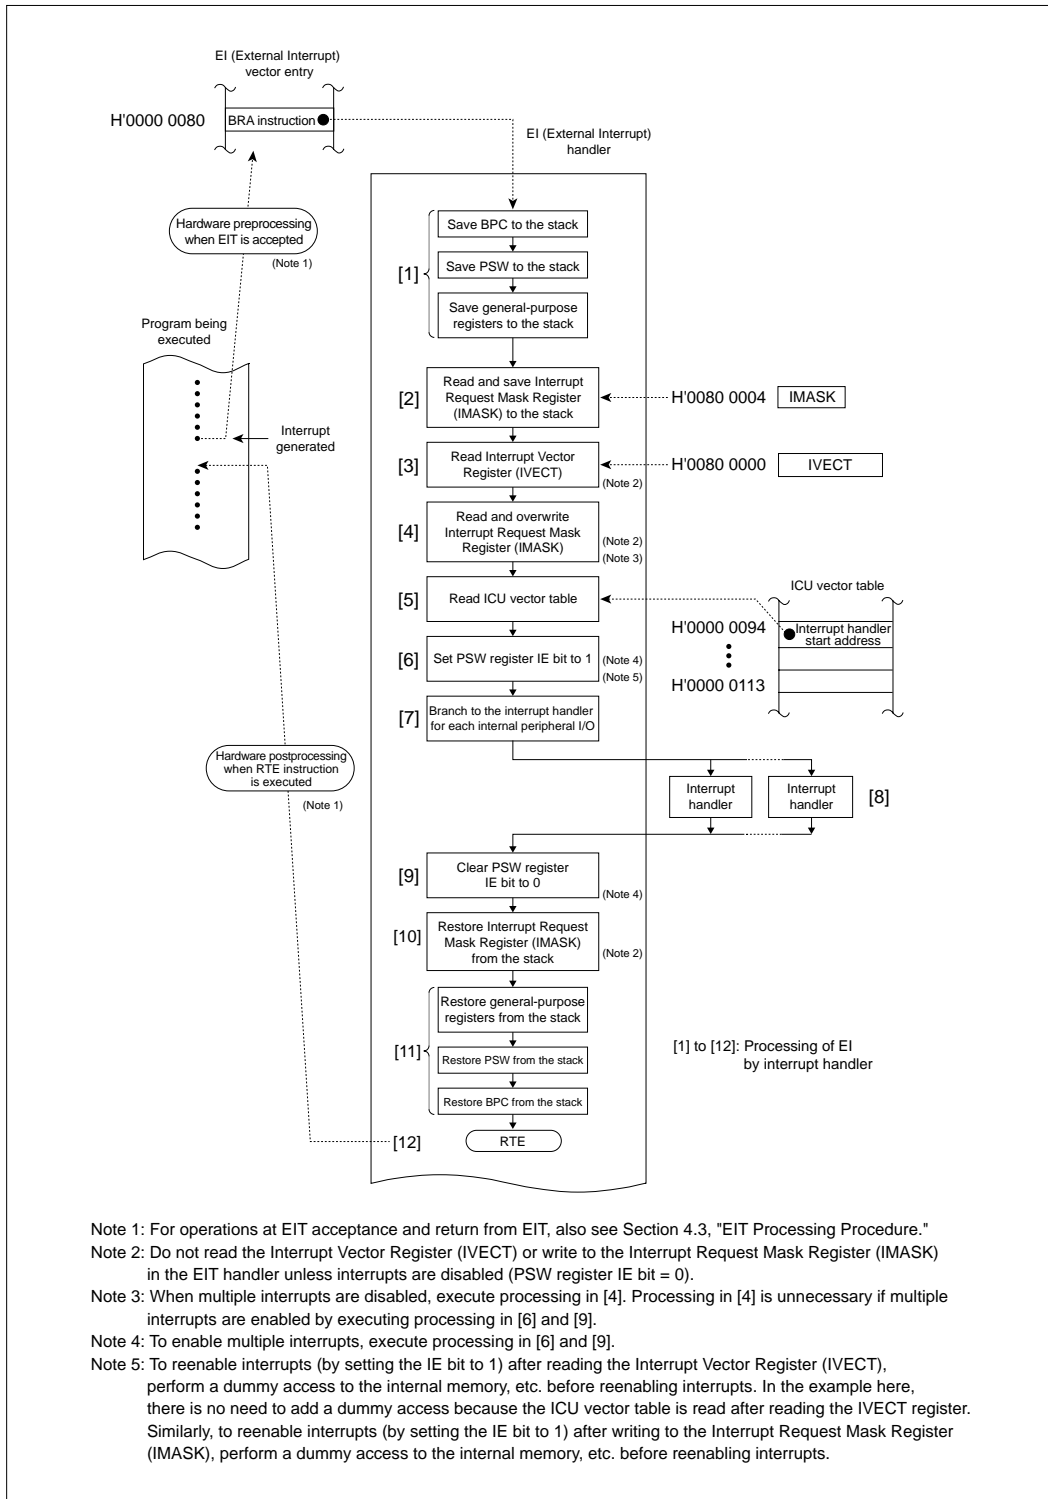 EI (External Interrupt)
vector entry
H'0000 0080
BRA instruction
EI (External Interrupt)
handler
Hardware preprocessing
when EIT is accepted
(Note 1)
Program being
executed
Interrupt
generated
[1]
Save BPC to the stack
Save PSW to the stack
Save general-purpose
registers to the stack
[2]
Read and save Interrupt
Request Mask Register
(IMASK) to the stack
H'0080 0004
IMASK
[3]
Read Interrupt Vector
Register (IVECT)
(Note 2)
H'0080 0000
IVECT
[4]
Read and overwrite
Interrupt Request Mask
Register (IMASK)
(Note 2)
(Note 3)
[5]
Read ICU vector table
ICU vector table
H'0000 0094
Interrupt handler
start address
H'0000 0113
[6]
Set PSW register IE bit to 1
(Note 4)
(Note 5)
[7]
Branch to the interrupt handler
for each internal peripheral I/O
Interrupt
handler
Interrupt
handler
[8]
Hardware postprocessing
when RTE instruction
is executed
(Note 1)
[9]
Clear PSW register
IE bit to 0
(Note 4)
[10]
Restore Interrupt Request
Mask Register (IMASK)
from the stack
(Note 2)
[11]
Restore general-purpose
registers from the stack
Restore PSW from the stack
Restore BPC from the stack
[12]
RTE
[1] to [12]: Processing of EI
by interrupt handler
Note 1: For operations at EIT acceptance and return from EIT, also see Section 4.3, "EIT Processing Procedure."
Note 2: Do not read the Interrupt Vector Register (IVECT) or write to the Interrupt Request Mask Register (IMASK)
in the EIT handler unless interrupts are disabled (PSW register IE bit = 0).
Note 3: When multiple interrupts are disabled, execute processing in [4]. Processing in [4] is unnecessary if multiple
interrupts are enabled by executing processing in [6] and [9].
Note 4: To enable multiple interrupts, execute processing in [6] and [9].
Note 5: To reenable interrupts (by setting the IE bit to 1) after reading the Interrupt Vector Register (IVECT),
perform a dummy access to the internal memory, etc. before reenabling interrupts. In the example here,
there is no need to add a dummy access because the ICU vector table is read after reading the IVECT register.
Similarly, to reenable interrupts (by setting the IE bit to 1) after writing to the Interrupt Request Mask Register
(IMASK), perform a dummy access to the internal memory, etc. before reenabling interrupts.